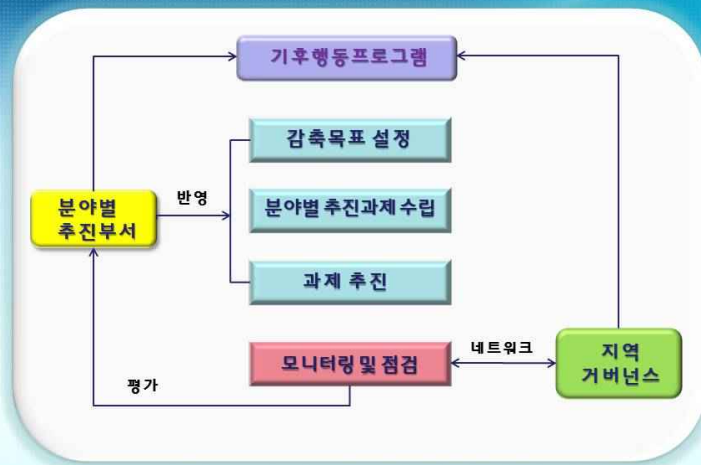 기후행동프로그램
감축목표 설정
반영
분야별
추진부서
분야별 추진과제 수립
과제 추진
모니터링 및 점검
네트워크
지역
거버넌스
평가